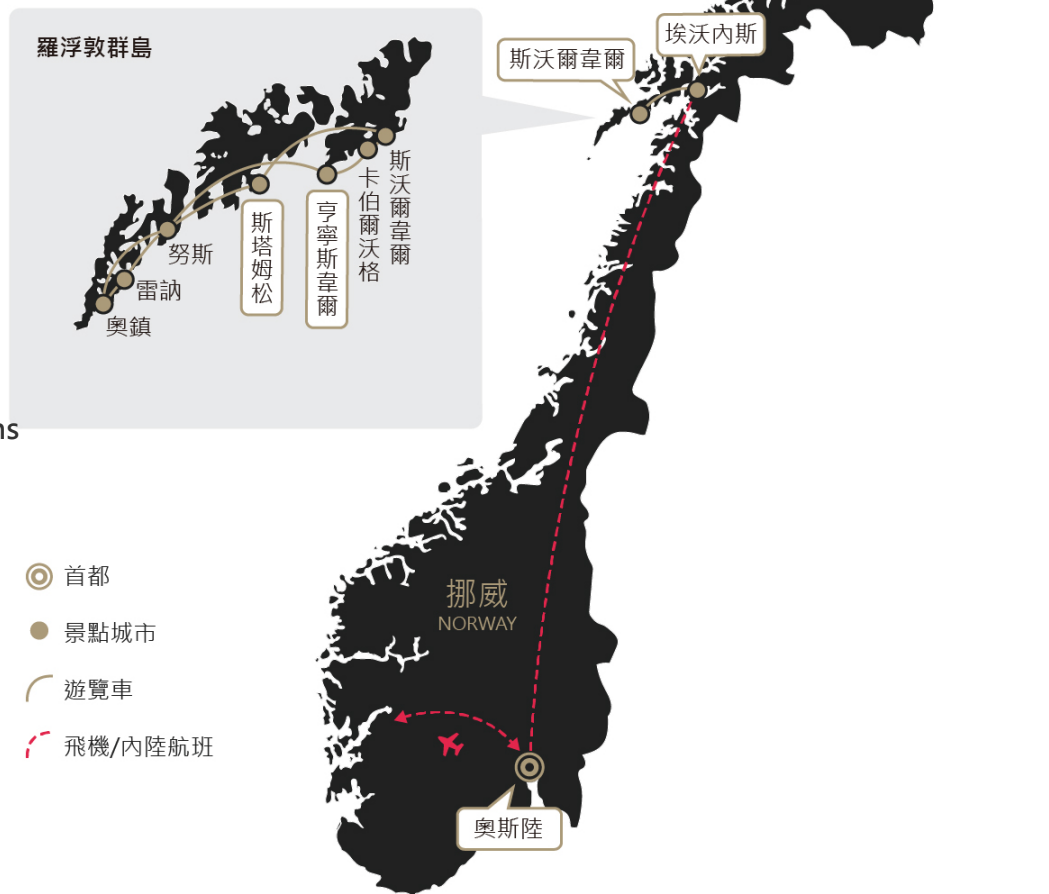 羅浮敦群島
斯沃爾韋爾
埃沃內斯
斯沃爾韋爾
卡伯爾沃格
亨寧斯韋爾
斯塔姆松
努斯
雷訥
奧鎮
ns
首都
景點城市
遊覽車
飛機/內陸航班
挪威
NORWAY
奧斯陸